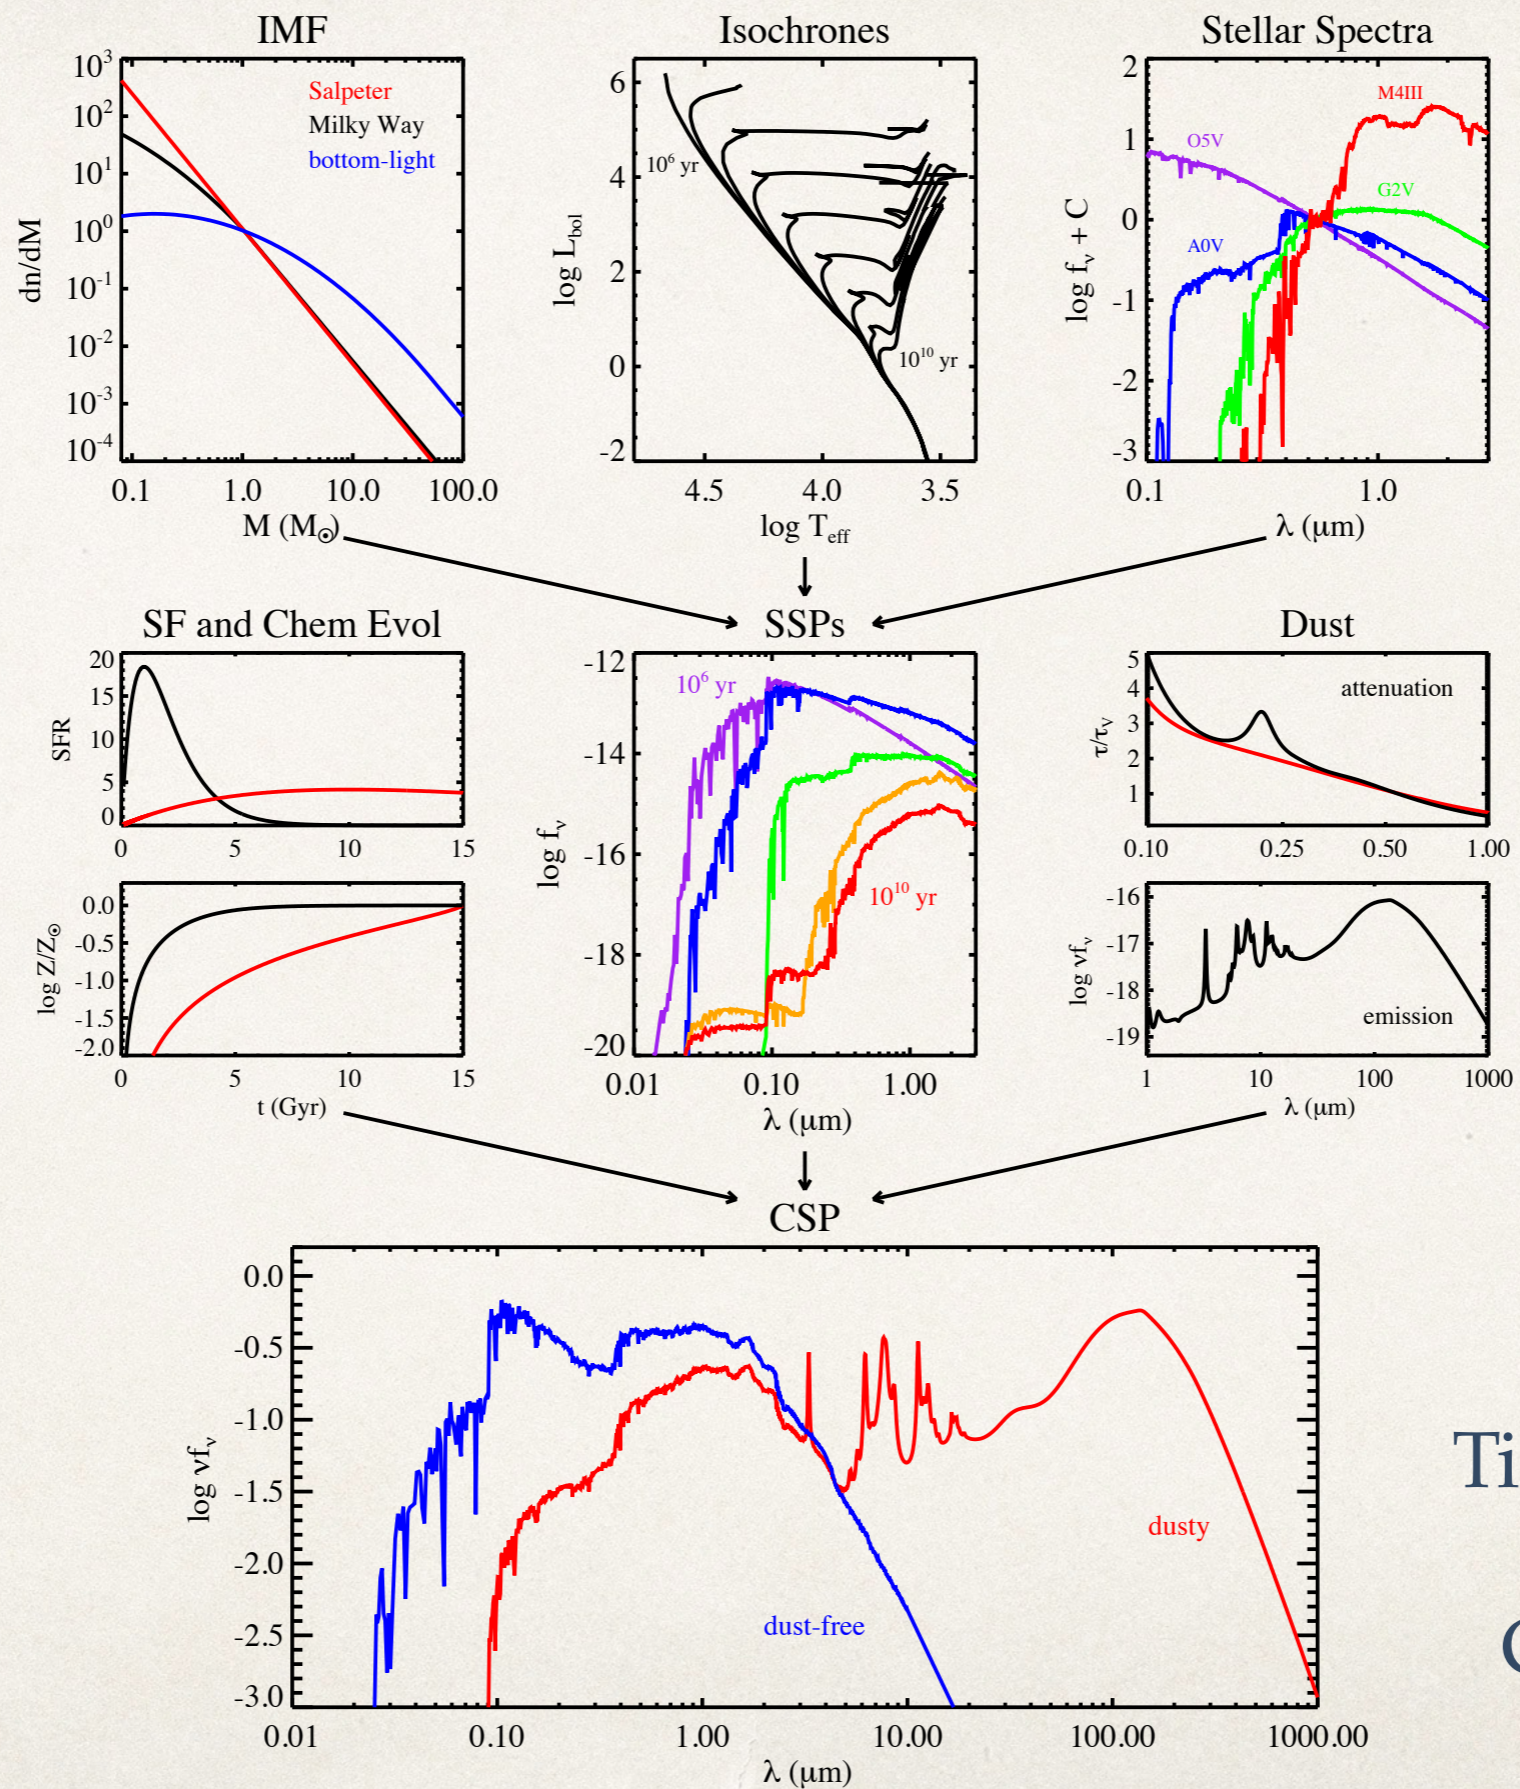 IMF
10³
10²
10¹
10⁰
10⁻¹
10⁻²
10⁻³
10⁻⁴
dn/dM
Salpeter
Milky Way
bottom-light
0.1 1.0 10.0 100.0
M (M☉)
Isochrones
6
4
2
0
-2
log L_bol
10⁶ yr
10¹⁰ yr
4.5 4.0 3.5
log T_eff
Stellar Spectra
2
1
0
-1
-2
-3
log f_ν + C
M4III
O5V
G2V
A0V
0.1 1.0
λ (μm)
SF and Chem Evol
20
15
10
5
0
SFR
0 5 10 15
0.0
-0.5
-1.0
-1.5
-2.0
log Z/Z☉
0 5 10 15
t (Gyr)
SSPs
-12
-14
-16
-18
-20
log f_ν
10⁶ yr
10¹⁰ yr
0.01 0.10 1.00
λ (μm)
Dust
5
4
3
2
1
τ/τ_V
attenuation
0.10 0.25 0.50 1.00
-16
-17
-18
-19
log νf_ν
emission
1 10 100 1000
λ (μm)
CSP
0.0
-0.5
-1.0
-1.5
-2.0
-2.5
-3.0
log νf_ν
dusty
dust-free
0.01 0.10 1.00 10.00 100.00 1000.00
λ (μm)
Ti